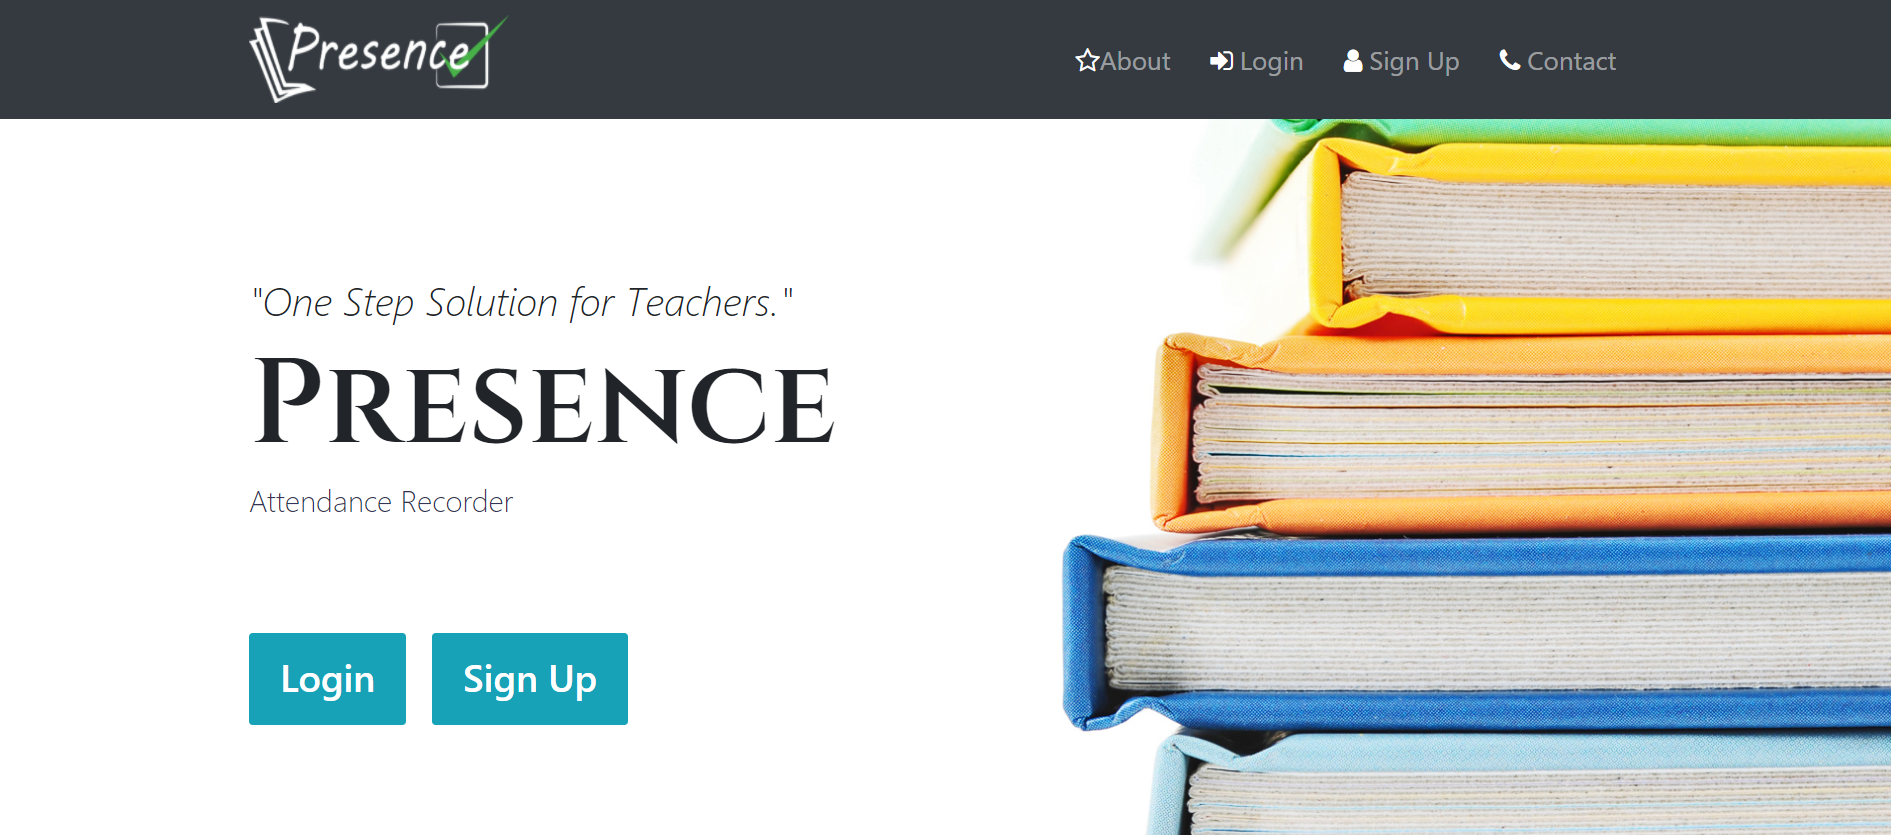 Presence
About Login Sign Up Contact
"One Step Solution for Teachers."
PRESENCE
Attendance Recorder
Login Sign Up